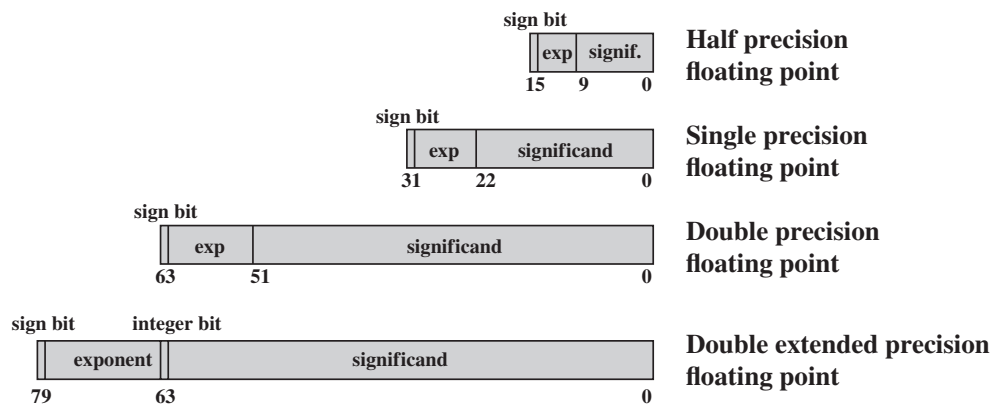 sign bit
exp signif.
15 9 0
Half precision
floating point
sign bit
exp significand
31 22 0
Single precision
floating point
sign bit
exp significand
63 51 0
Double precision
floating point
sign bit integer bit
exponent significand
79 63 0
Double extended precision
floating point